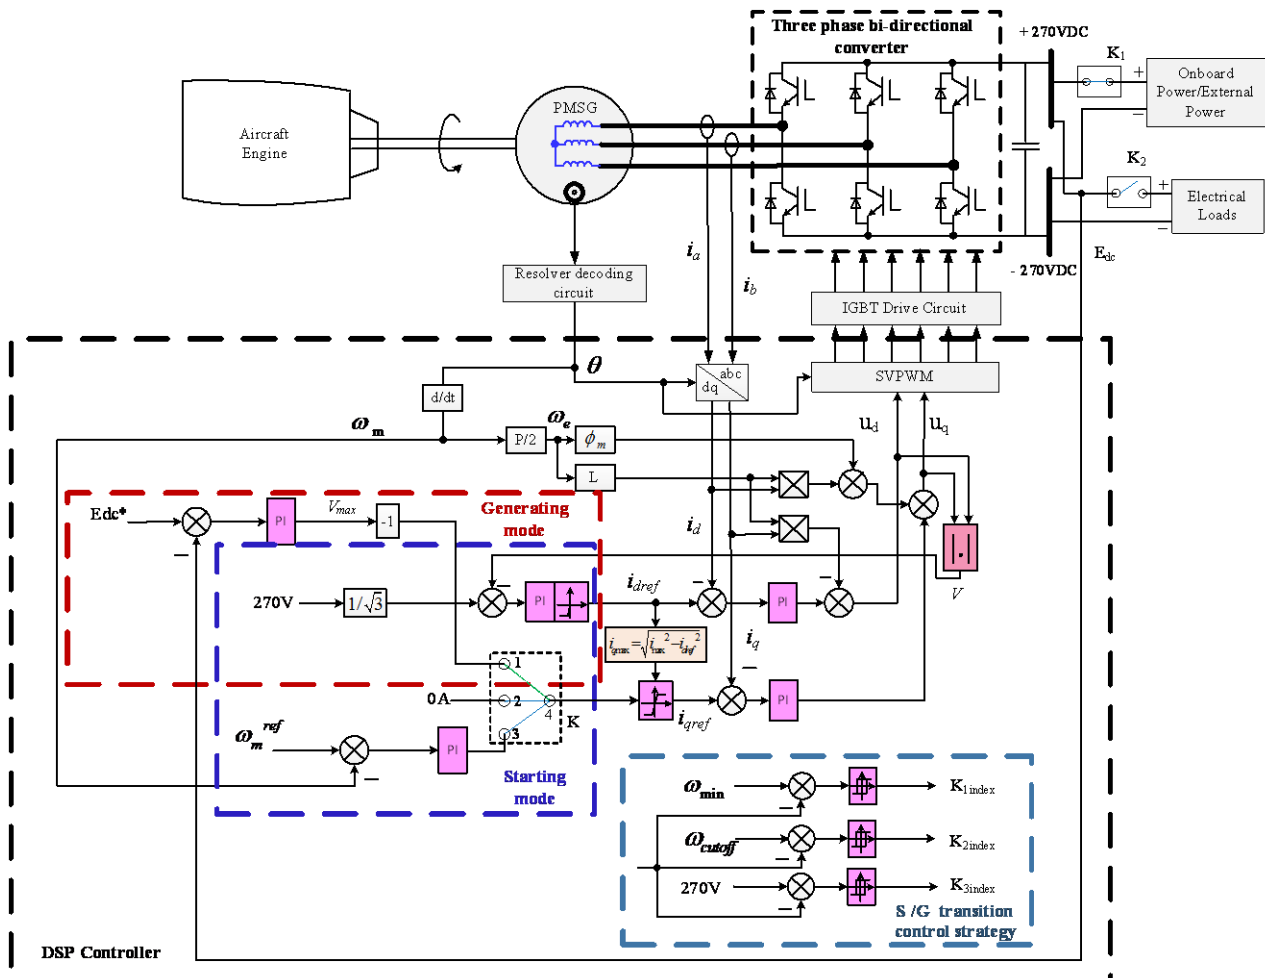 Three phase bi-directional
converter
+ 270VDC
K1
Onboard
Power/External
Power
+
−
Aircraft
Engine
PMSG
K2
+
−
Electrical
Loads
Edc
- 270VDC
ia
ib
Resolver decoding
circuit
IGBT Drive Circuit
θ
abc
dq
SVPWM
d/dt
ωm
P/2
ωe
ϕm
ud
uq
L
Edc*
−
PI
Vmax
-1
Generating
mode
id
|.|
V
270V
1/√3
−
PI
idref
−
PI
−
iqmax=√imax²−idref²
iq
1
0A
2
4
K
3
iqref
−
PI
ωm ref
−
PI
Starting
mode
ωmin
−
K1index
ωcutoff
−
K2index
270V
−
K3index
S /G transition
control strategy
DSP Controller